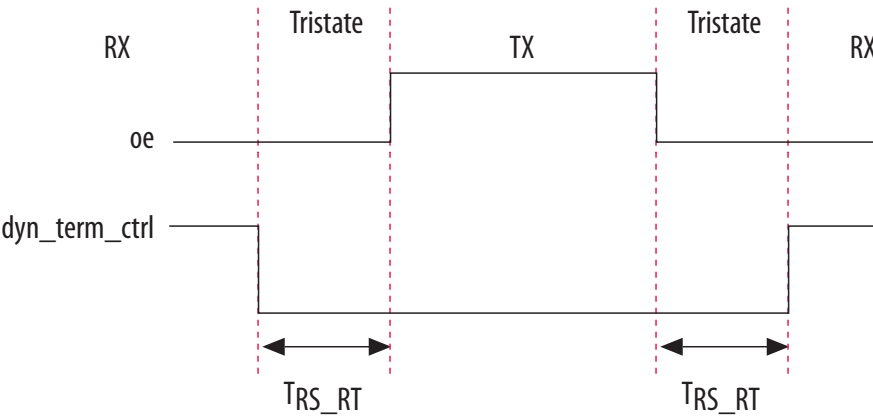 Tristate
Tristate
RX
TX
RX
oe
dyn_term_ctrl
TRS_RT
TRS_RT